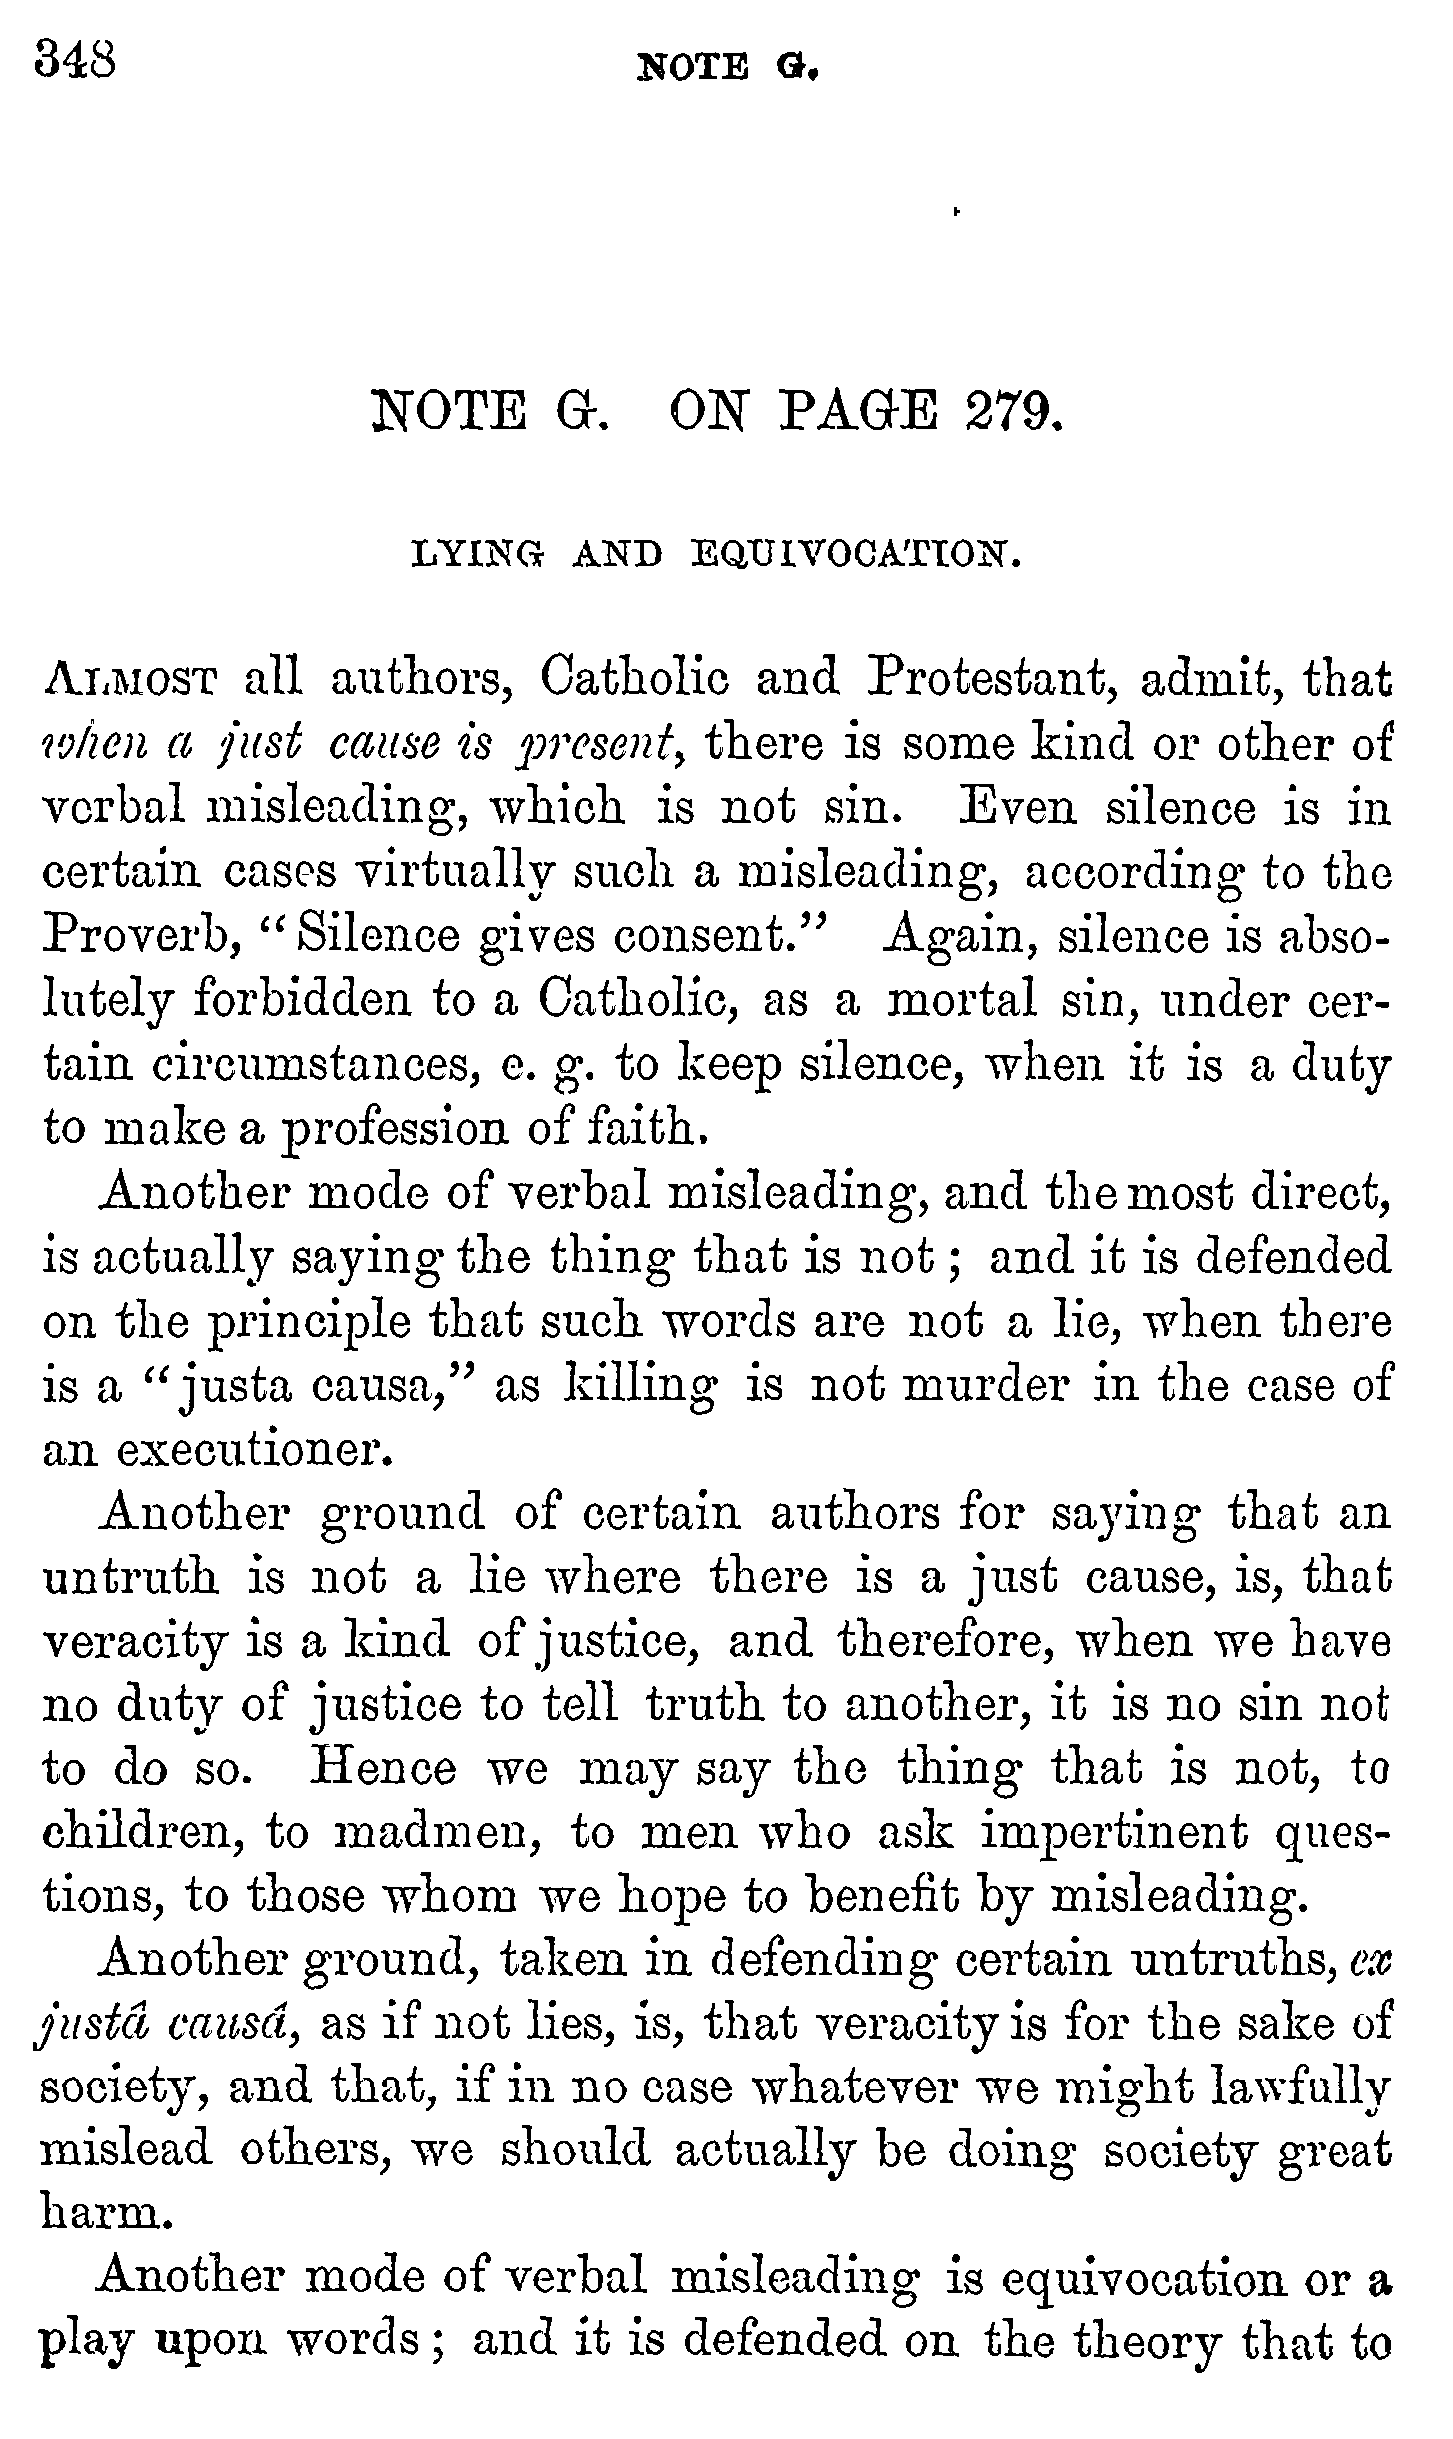 348 NOTE G.
NOTE G. ON PAGE 279.
LYING AND EQUIVOCATION.
ALMOST all authors, Catholic and Protestant, admit, that
when a just cause is present, there is some kind or other of
verbal misleading, which is not sin. Even silence is in
certain cases virtually such a misleading, according to the
Proverb, “Silence gives consent.” Again, silence is abso-
lutely forbidden to a Catholic, as a mortal sin, under cer-
tain circumstances, e. g. to keep silence, when it is a duty
to make a profession of faith.
Another mode of verbal misleading, and the most direct,
is actually saying the thing that is not; and it is defended
on the principle that such words are not a lie, when there
is a “justa causa,” as killing is not murder in the case of
an executioner.
Another ground of certain authors for saying that an
untruth is not a lie where there is a just cause, is, that
veracity is a kind of justice, and therefore, when we have
no duty of justice to tell truth to another, it is no sin not
to do so. Hence we may say the thing that is not, to
children, to madmen, to men who ask impertinent ques-
tions, to those whom we hope to benefit by misleading.
Another ground, taken in defending certain untruths, ex
justâ causâ, as if not lies, is, that veracity is for the sake of
society, and that, if in no case whatever we might lawfully
mislead others, we should actually be doing society great
harm.
Another mode of verbal misleading is equivocation or a
play upon words; and it is defended on the theory that to